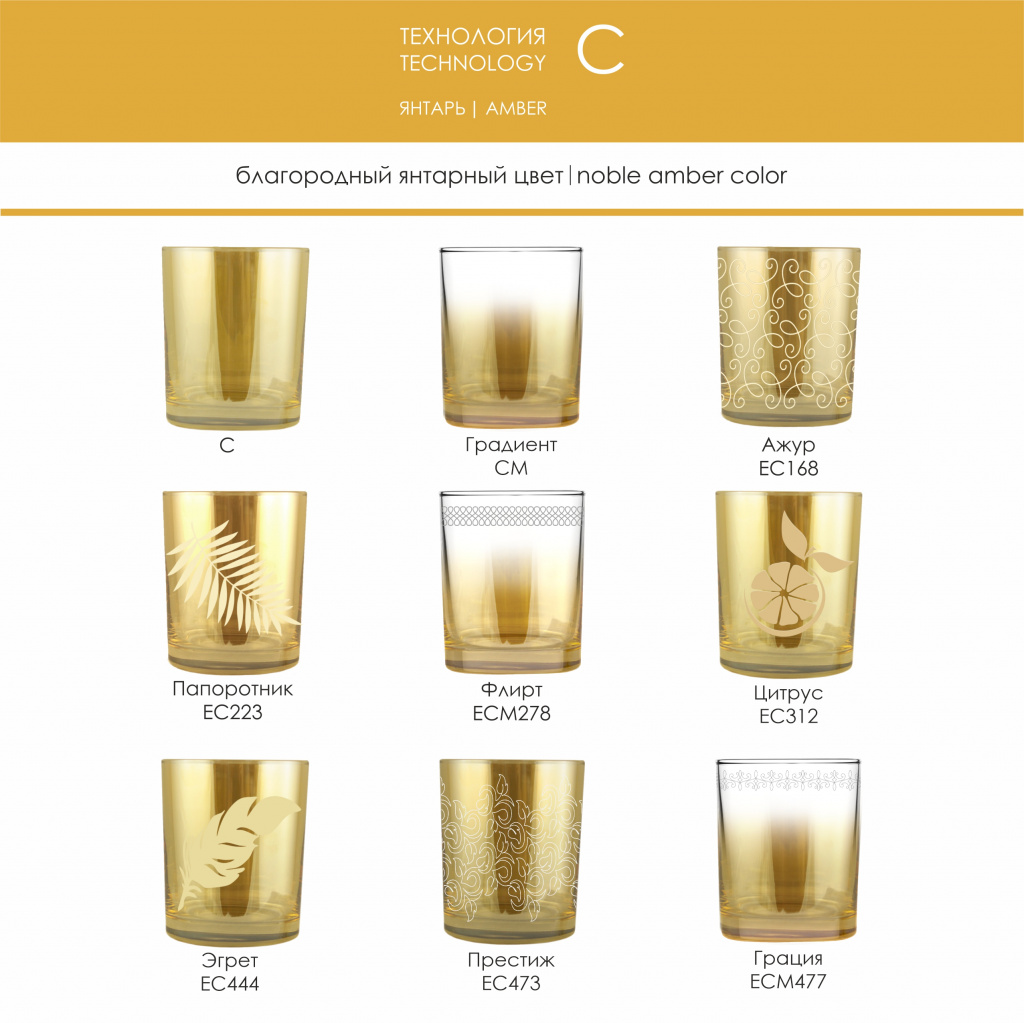 ТЕХНОЛОГИЯ
TECHNOLOGY
C
ЯНТАРЬ | AMBER
благородный янтарный цвет|noble amber color
C
Градиент
CM
Ажур
EC168
Папоротник
EC223
Флирт
ECM278
Цитрус
EC312
Эгрет
EC444
Престиж
EC473
Грация
ECM477